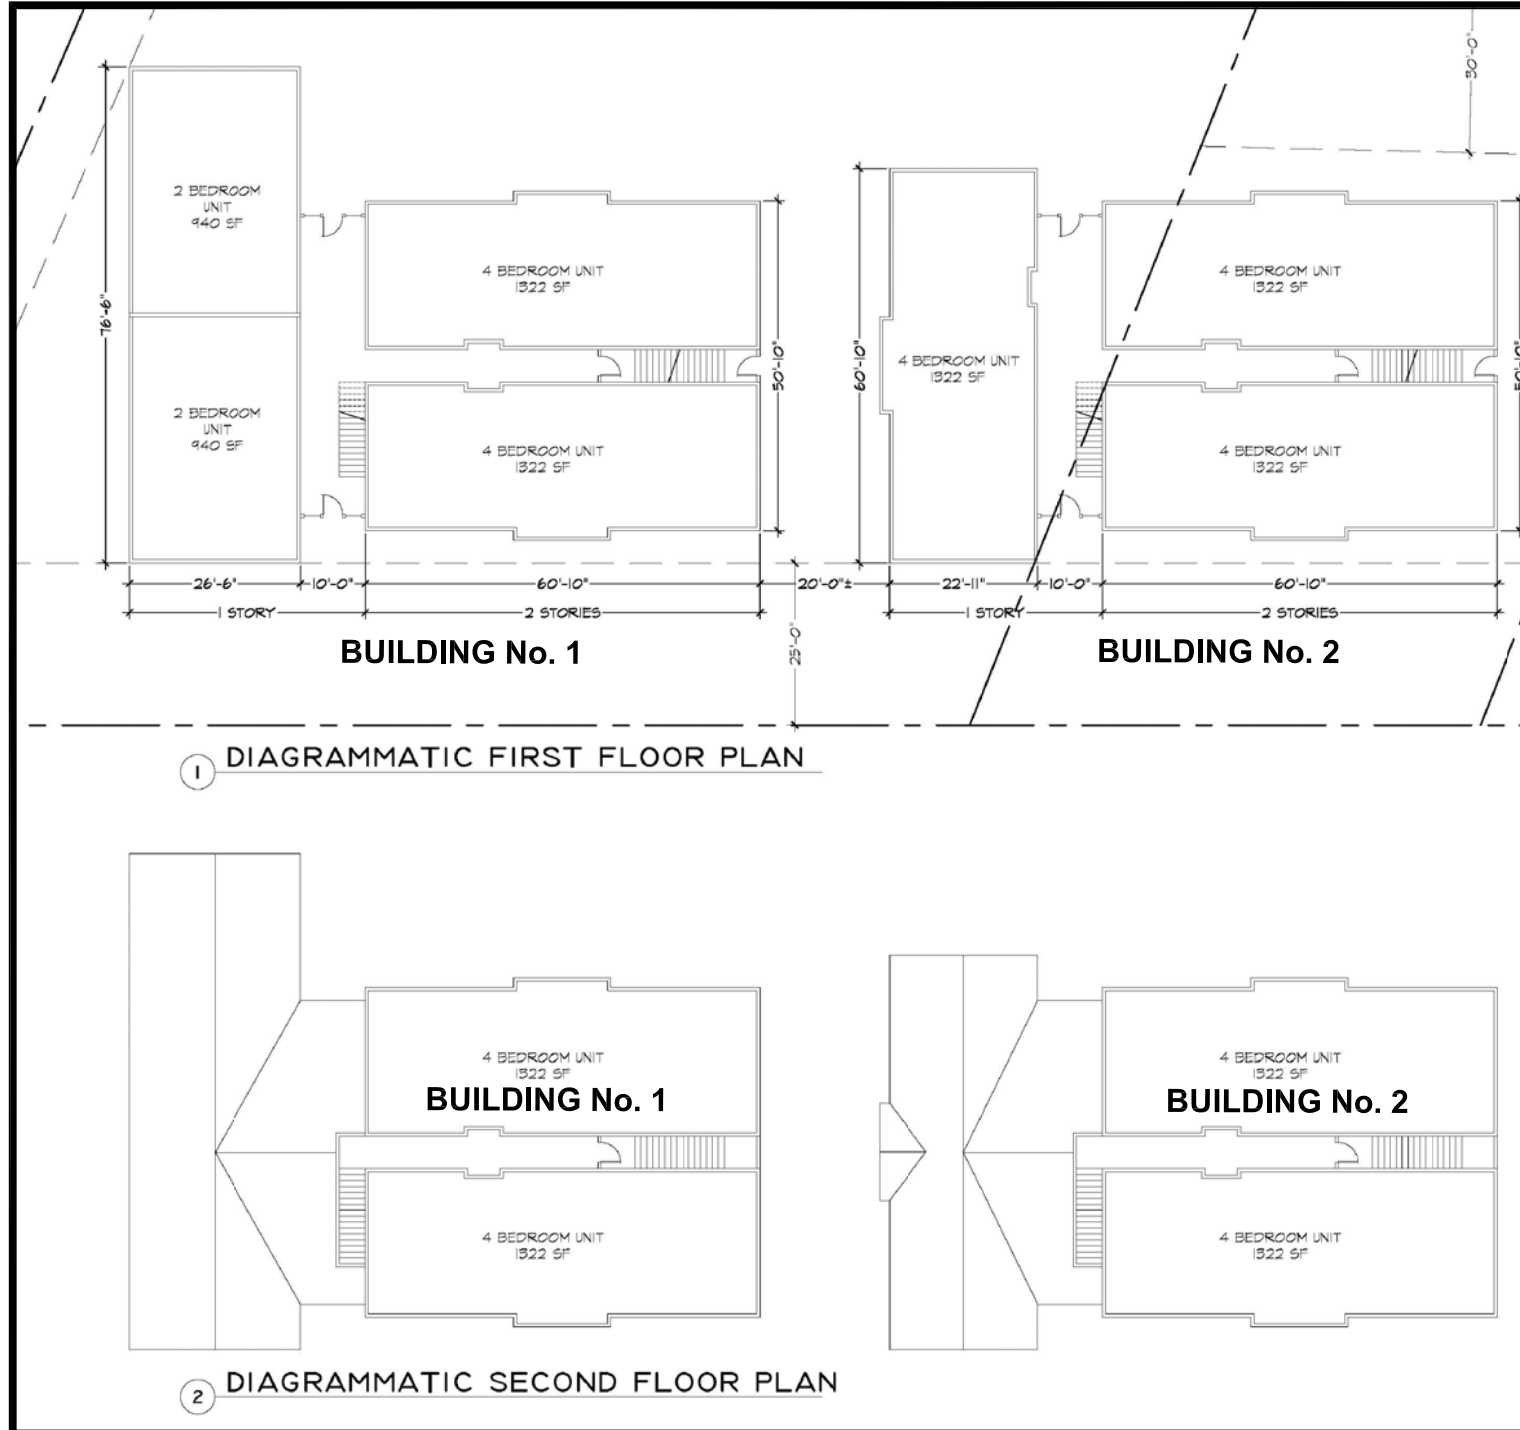 30'-0"
2 BEDROOM
UNIT
940 SF
4 BEDROOM UNIT
1322 SF
4 BEDROOM UNIT
1322 SF
76'-6"
50'-10"
60'-10"
4 BEDROOM UNIT
1322 SF
50'-10"
2 BEDROOM
UNIT
940 SF
4 BEDROOM UNIT
1322 SF
4 BEDROOM UNIT
1322 SF
26'-6"
10'-0"
60'-10"
20'-0"±
22'-11"
10'-0"
60'-10"
1 STORY
2 STORIES
1 STORY
2 STORIES
25'-0"
BUILDING No. 1
BUILDING No. 2
1 DIAGRAMMATIC FIRST FLOOR PLAN
4 BEDROOM UNIT
1322 SF
BUILDING No. 1
4 BEDROOM UNIT
1322 SF
BUILDING No. 2
4 BEDROOM UNIT
1322 SF
4 BEDROOM UNIT
1322 SF
2 DIAGRAMMATIC SECOND FLOOR PLAN